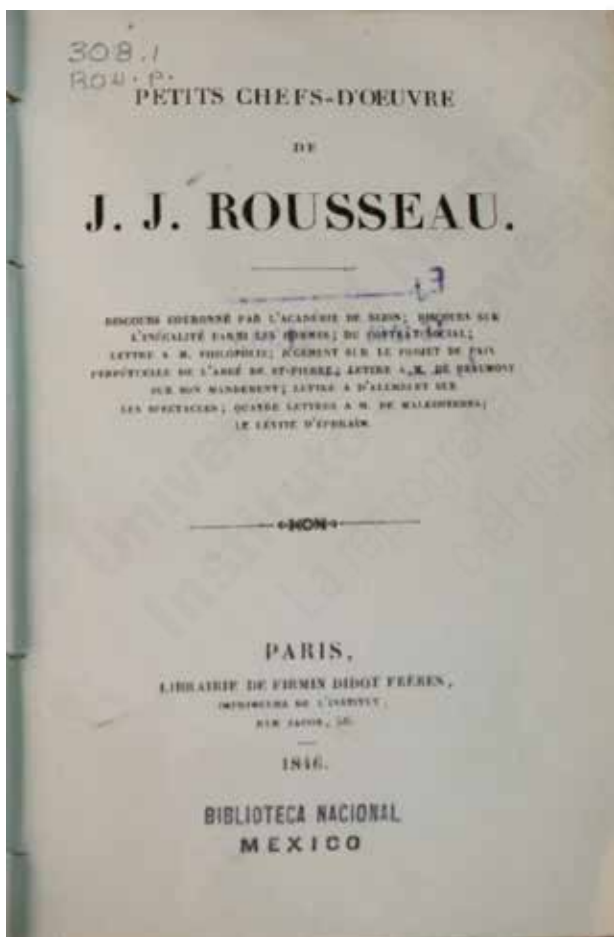 308.1
ROU.P.
PETITS CHEFS-D'ŒUVRE
DE
J. J. ROUSSEAU.
DISCOURS COURONNÉ PAR L'ACADÉMIE DE DIJON; DISCOURS SUR
L'INÉGALITÉ PARMI LES HOMMES; DU CONTRAT SOCIAL;
LETTRE A M. PHILOPOLIS; JUGEMENT SUR LE PROJET DE PAIX
PERPÉTUELLE DE L'ABBÉ DE ST-PIERRE; LETTRE A M. DE BEAUMONT
SUR SON MANDEMENT; LETTRE A D'ALEMBERT SUR
LES SPECTACLES; QUATRE LETTRES A M. DE MALESHERBES;
LE LÉVITE D'EPHRAÏM.
PARIS,
LIBRAIRIE DE FIRMIN DIDOT FRÈRES,
IMPRIMEURS DE L'INSTITUT,
RUE JACOB,
1846.
BIBLIOTECA NACIONAL
MEXICO